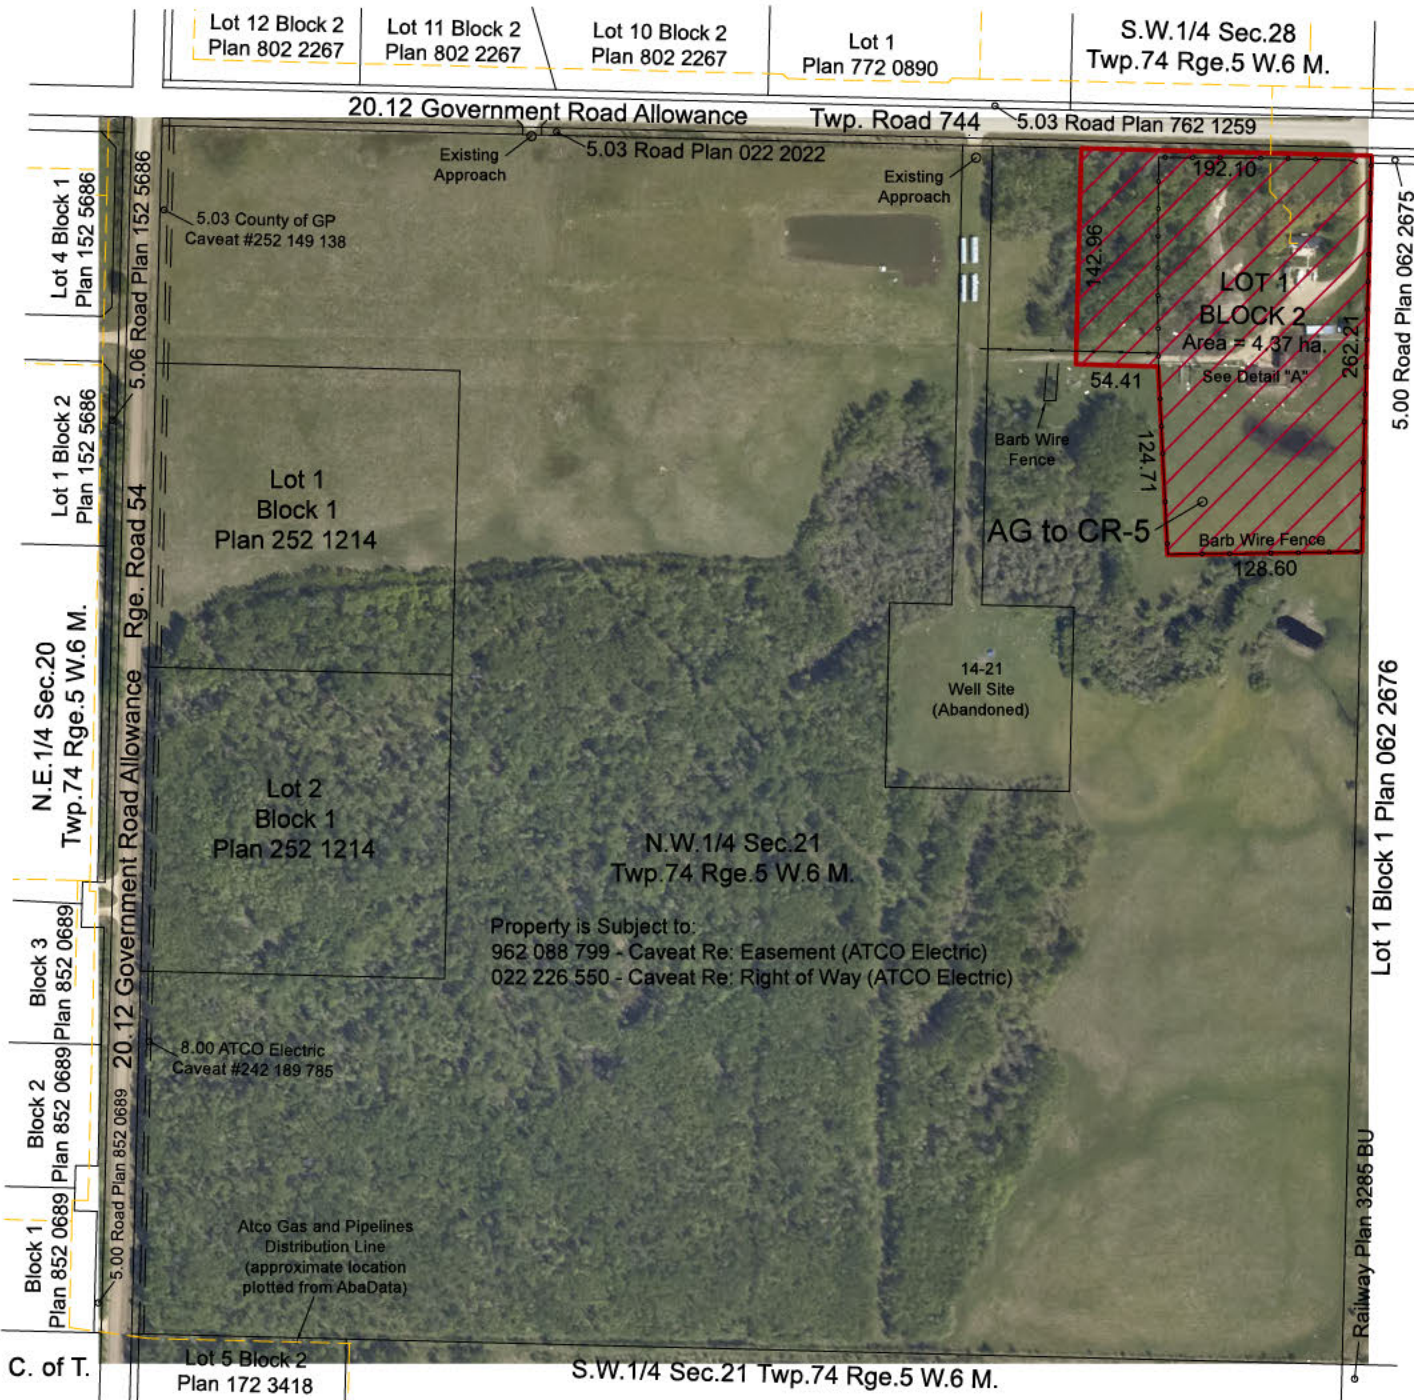 Lot 12 Block 2
Plan 802 2267
Lot 11 Block 2
Plan 802 2267
Lot 10 Block 2
Plan 802 2267
Lot 1
Plan 772 0890
S.W.1/4 Sec.28
Twp.74 Rge.5 W.6 M.
20.12 Government Road Allowance
Twp. Road 744
5.03 Road Plan 762 1259
Existing
Approach
5.03 Road Plan 022 2022
Existing
Approach
192.10
5.00 Road Plan 062 2675
Lot 4 Block 1
Plan 152 5686
5.06 Road Plan 152 5686
5.03 County of GP
Caveat #252 149 138
142.96
LOT 1
BLOCK 2
Area = 4.37 ha.
See Detail "A"
262.21
54.41
Lot 1 Block 2
Plan 152 5686
Barb Wire
Fence
124.71
Lot 1
Block 1
Plan 252 1214
AG to CR-5
Barb Wire Fence
128.60
Rge. Road 54
N.E.1/4 Sec.20
Twp.74 Rge.5 W.6 M.
20.12 Government Road Allowance
14-21
Well Site
(Abandoned)
Lot 1 Block 1 Plan 062 2676
Lot 2
Block 1
Plan 252 1214
N.W.1/4 Sec.21
Twp.74 Rge.5 W.6 M.
Property is Subject to:
962 088 799 - Caveat Re: Easement (ATCO Electric)
022 226 550 - Caveat Re: Right of Way (ATCO Electric)
Block 3
Plan 852 0689
8.00 ATCO Electric
Caveat #242 189 785
Block 2
Plan 852 0689
5.00 Road Plan 852 0689
Block 1
Plan 852 0689
Atco Gas and Pipelines
Distribution Line
(approximate location
plotted from AbaData)
Railway Plan 3285 BU
C. of T.
Lot 5 Block 2
Plan 172 3418
S.W.1/4 Sec.21 Twp.74 Rge.5 W.6 M.